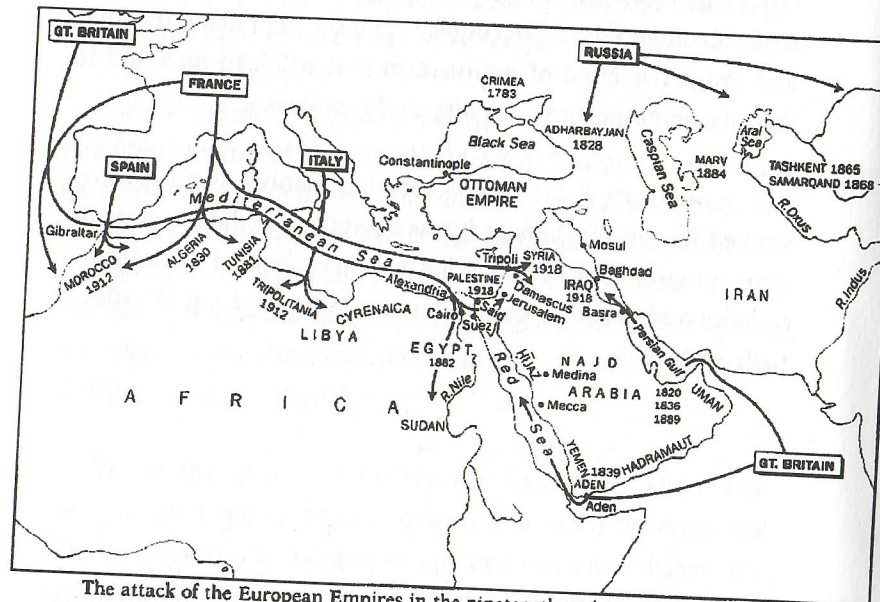 GT. BRITAIN
FRANCE
SPAIN
ITALY
RUSSIA
CRIMEA
1783
ADHARBAYJAN
1828
Black Sea
Caspian Sea
Aral
Sea
MARV
1884
TASHKENT 1865
SAMARQAND 1868
R.Oxus
Constantinople
OTTOMAN
EMPIRE
Gibraltar
Mediterranean Sea
MOROCCO
1912
ALGERIA
1830
TUNISIA
1881
TRIPOLITANIA
1912
CYRENAICA
LIBYA
Alexandria
Tripoli
SYRIA
1918
PALESTINE
1918
Damascus
Jerusalem
Said
Cairo
Suez
Mosul
Baghdad
IRAQ
1918
Basra
IRAN
R.Indus
Persian Gulf
EGYPT
1882
R.Nile
SUDAN
AFRICA
Red Sea
HIJAZ
NAJD
Medina
ARABIA
Mecca
1820
1836
1889
UMAN
YEMEN
1839
HADRAMAUT
ADEN
Aden
GT. BRITAIN
The attack of the European Empires in the